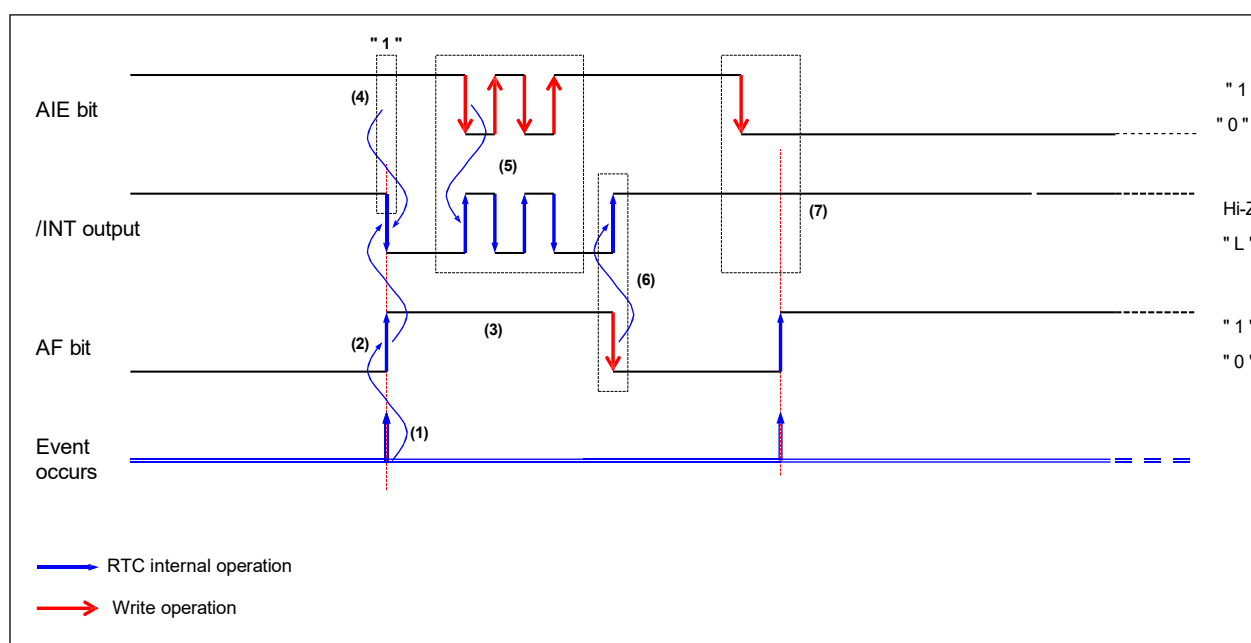 " 1 "
(4)
AIE bit
" 1
" 0 "
(5)
/INT output
(7)
Hi-Z
" L "
(6)
(3)
" 1 "
AF bit
(2)
" 0 "
(1)
Event
occurs
RTC internal operation
Write operation